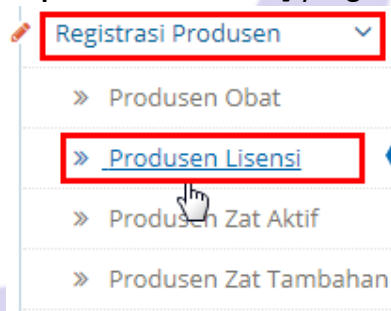 Registrasi Produsen
» Produsen Obat
» Produsen Lisensi
» Produsen Zat Aktif
» Produsen Zat Tambahan